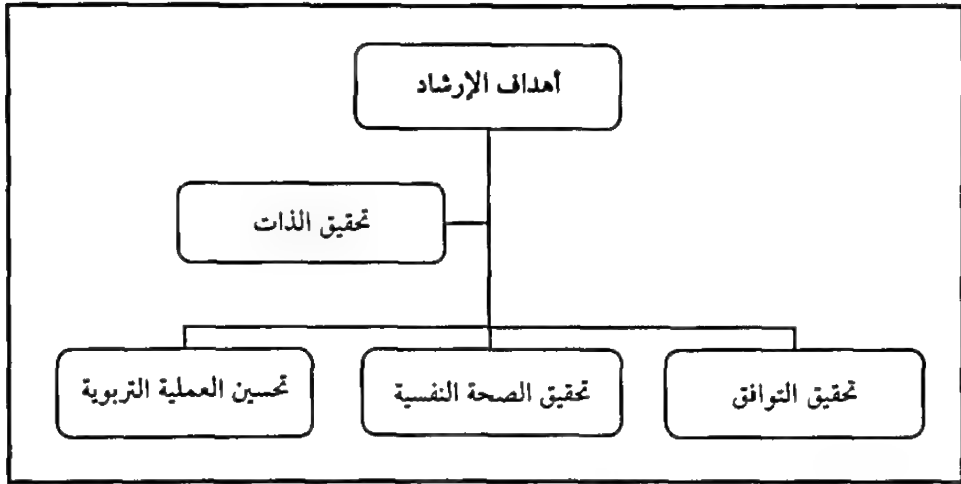 أهداف الإرشاد
تحقيق الذات
تحقيق التوافق
تحقيق الصحة النفسية
تحسين العملية التربوية